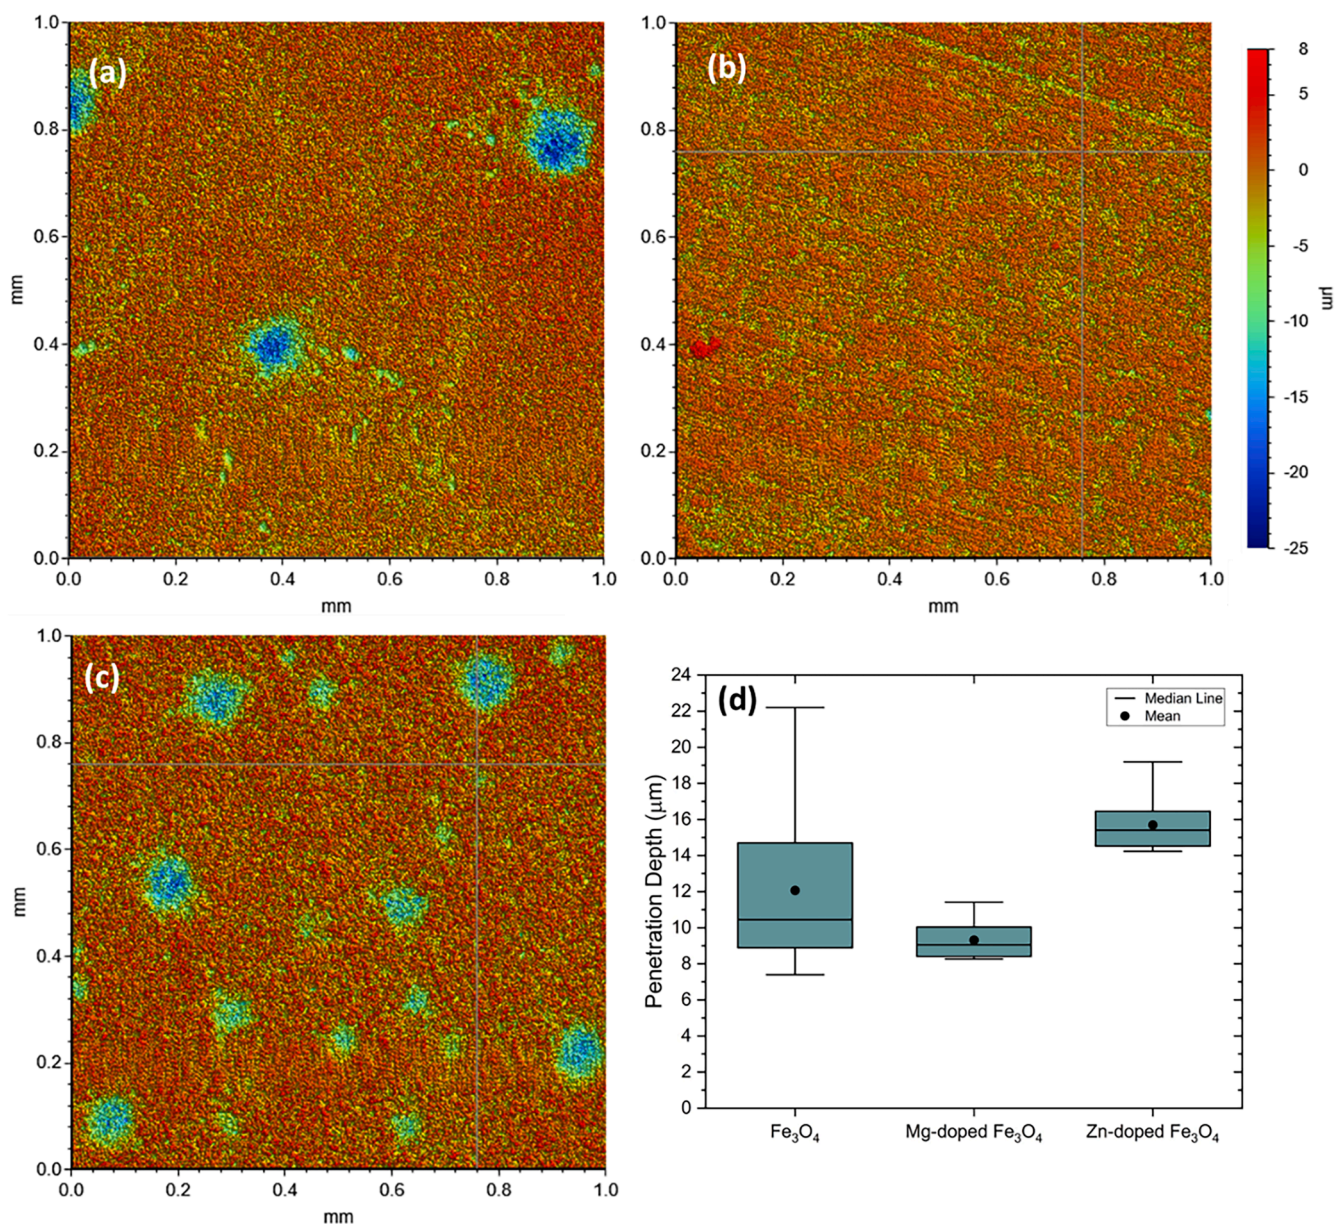 (a)
1.0
0.8
0.6
0.4
0.2
0.0
mm
0.0 0.2 0.4 0.6 0.8 1.0
mm
(b)
1.0
0.8
0.6
0.4
0.2
0.0
0.0 0.2 0.4 0.6 0.8 1.0
mm
8
5
0
-5
-10
-15
-20
-25
µm
(c)
1.0
0.8
0.6
0.4
0.2
0.0
mm
0.0 0.2 0.4 0.6 0.8 1.0
mm
(d)
Median Line
Mean
24
22
20
18
16
14
12
10
8
6
4
2
0
Penetration Depth (µm)
Fe₃O₄ Mg-doped Fe₃O₄ Zn-doped Fe₃O₄